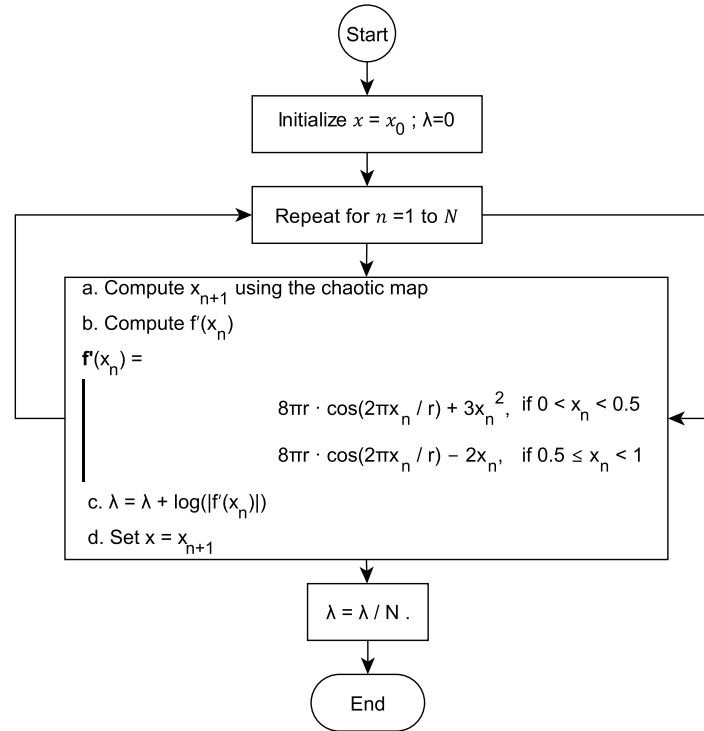 Start
Initialize x = x₀ ; λ=0
Repeat for n =1 to N
a. Compute xₙ₊₁ using the chaotic map
b. Compute f′(xₙ)
f'(xₙ) =
8πr · cos(2πxₙ / r) + 3xₙ², if 0 < xₙ < 0.5
8πr · cos(2πxₙ / r) − 2xₙ, if 0.5 ≤ xₙ < 1
c. λ = λ + log(|f′(xₙ)|)
d. Set x = xₙ₊₁
λ = λ / N .
End